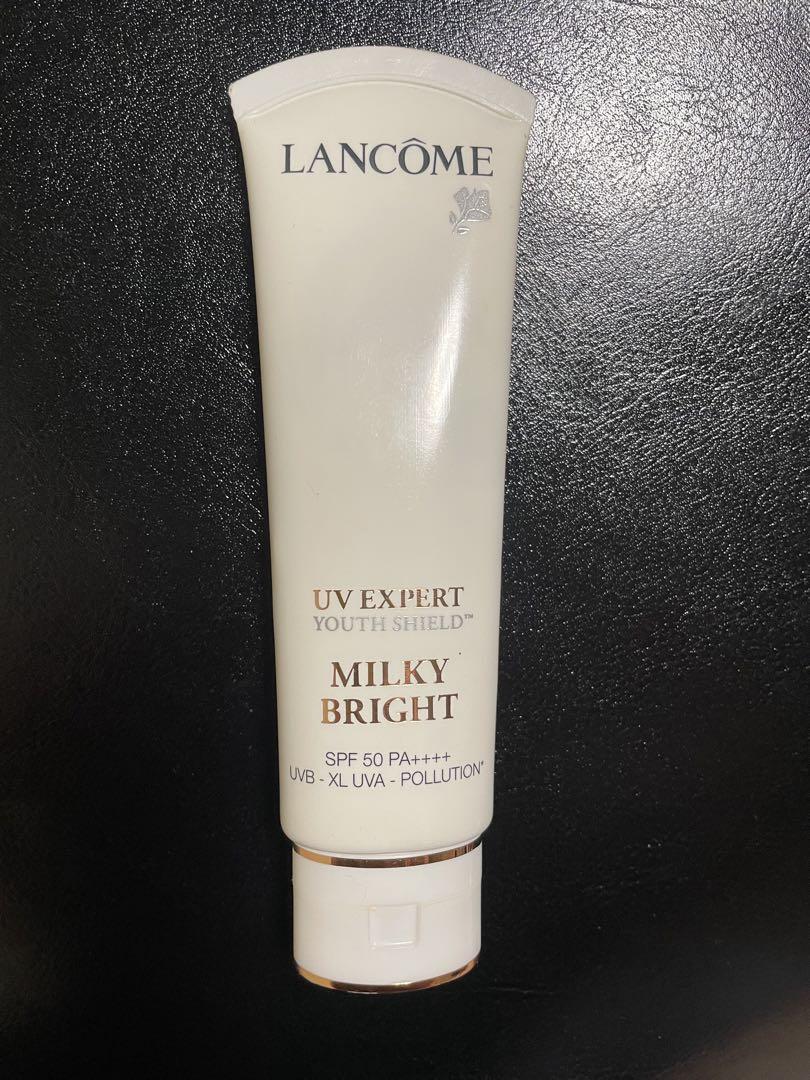 LANCÔME
UV EXPERT
YOUTH SHIELD™
MILKY
BRIGHT
SPF 50 PA++++
UVB - XL UVA - POLLUTION*